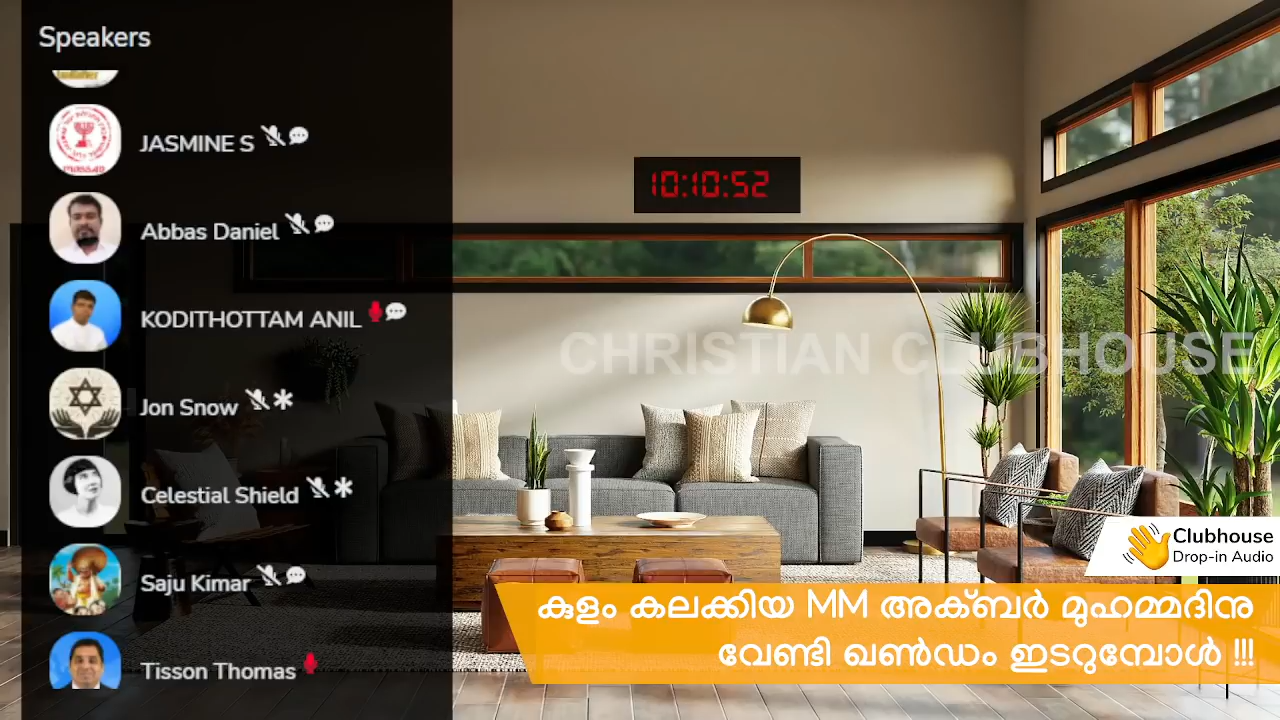 Speakers
JASMINE S
Abbas Daniel
KODITHOTTAM ANIL
Jon Snow
Celestial Shield
Saju Kimar
Tisson Thomas
10:10:52
CHRISTIAN CLUBHOUSE
Clubhouse
Drop-in Audio
കുളം കലക്കിയ MM അക്ബർ മുഹമ്മദിനു
വേണ്ടി ഖൺഡം ഇടറുമ്പോൾ !!!